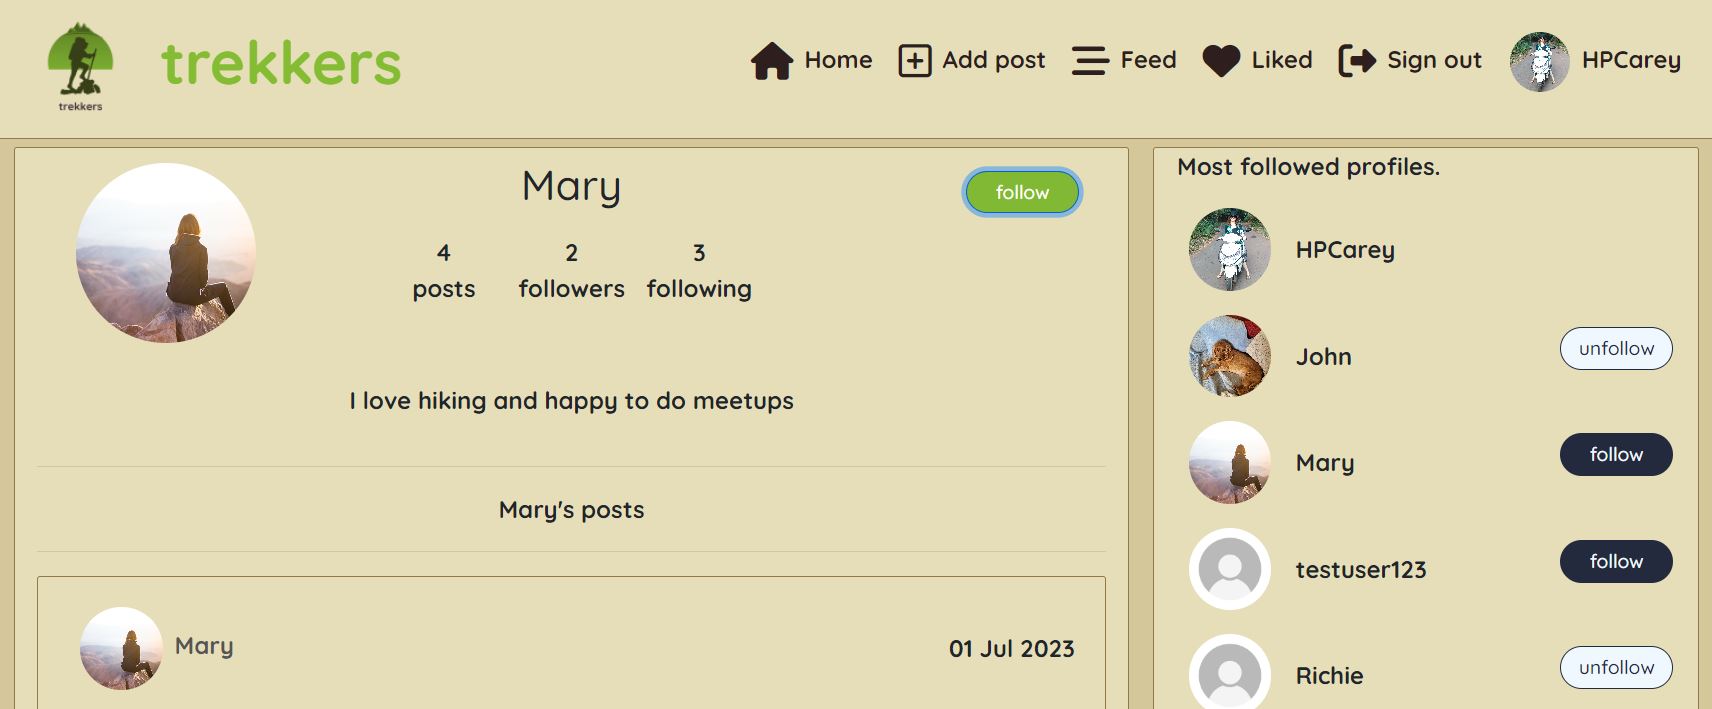 trekkers
trekkers
Home
Add post
Feed
Liked
Sign out
HPCarey
Mary
follow
4
posts
2
followers
3
following
I love hiking and happy to do meetups
Mary's posts
Mary
01 Jul 2023
Most followed profiles.
HPCarey
John
unfollow
Mary
follow
testuser123
follow
Richie
unfollow